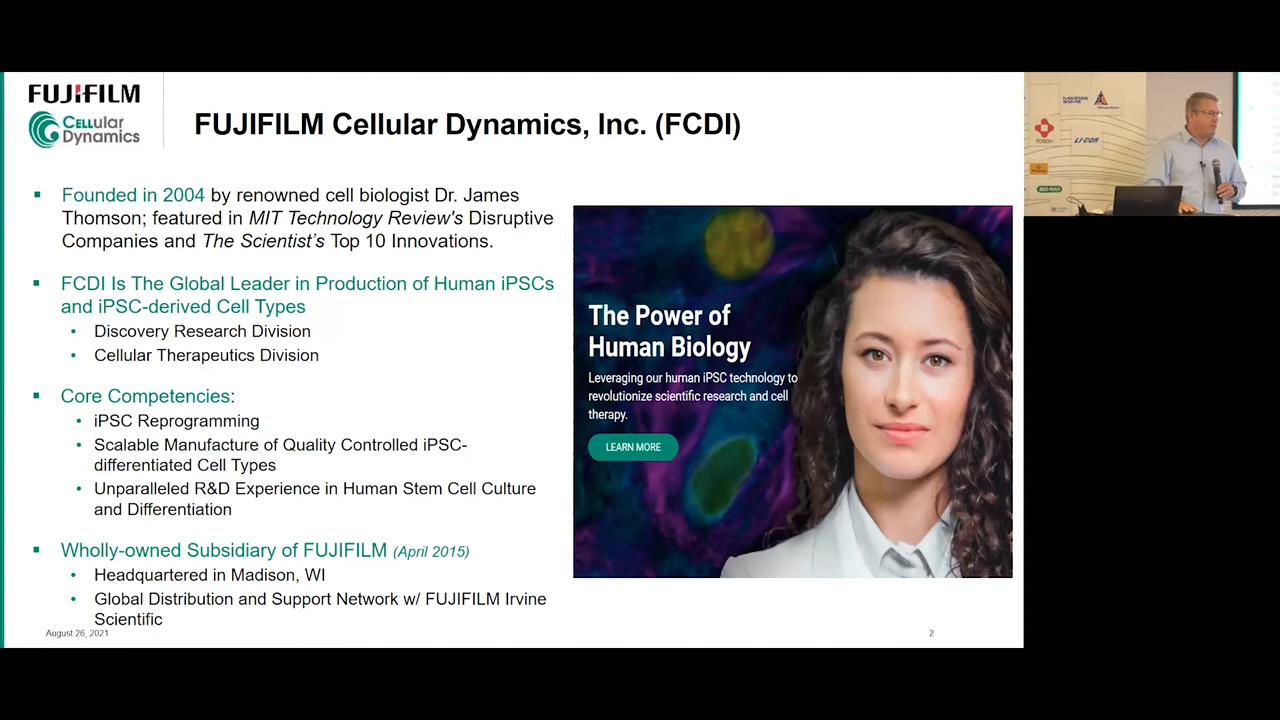 FUJIFILM
CELLular
Dynamics
FUJIFILM Cellular Dynamics, Inc. (FCDI)
Founded in 2004 by renowned cell biologist Dr. James
Thomson; featured in MIT Technology Review's Disruptive
Companies and The Scientist's Top 10 Innovations.
FCDI Is The Global Leader in Production of Human iPSCs
and iPSC-derived Cell Types
Discovery Research Division
Cellular Therapeutics Division
Core Competencies:
iPSC Reprogramming
Scalable Manufacture of Quality Controlled iPSC-
differentiated Cell Types
Unparalleled R&D Experience in Human Stem Cell Culture
and Differentiation
Wholly-owned Subsidiary of FUJIFILM (April 2015)
Headquartered in Madison, WI
Global Distribution and Support Network w/ FUJIFILM Irvine
Scientific
August 26, 2021
2
The Power of
Human Biology
Leveraging our human iPSC technology to
revolutionize scientific research and cell
therapy.
LEARN MORE
TOSOH
LI-COR
BIO-RAD